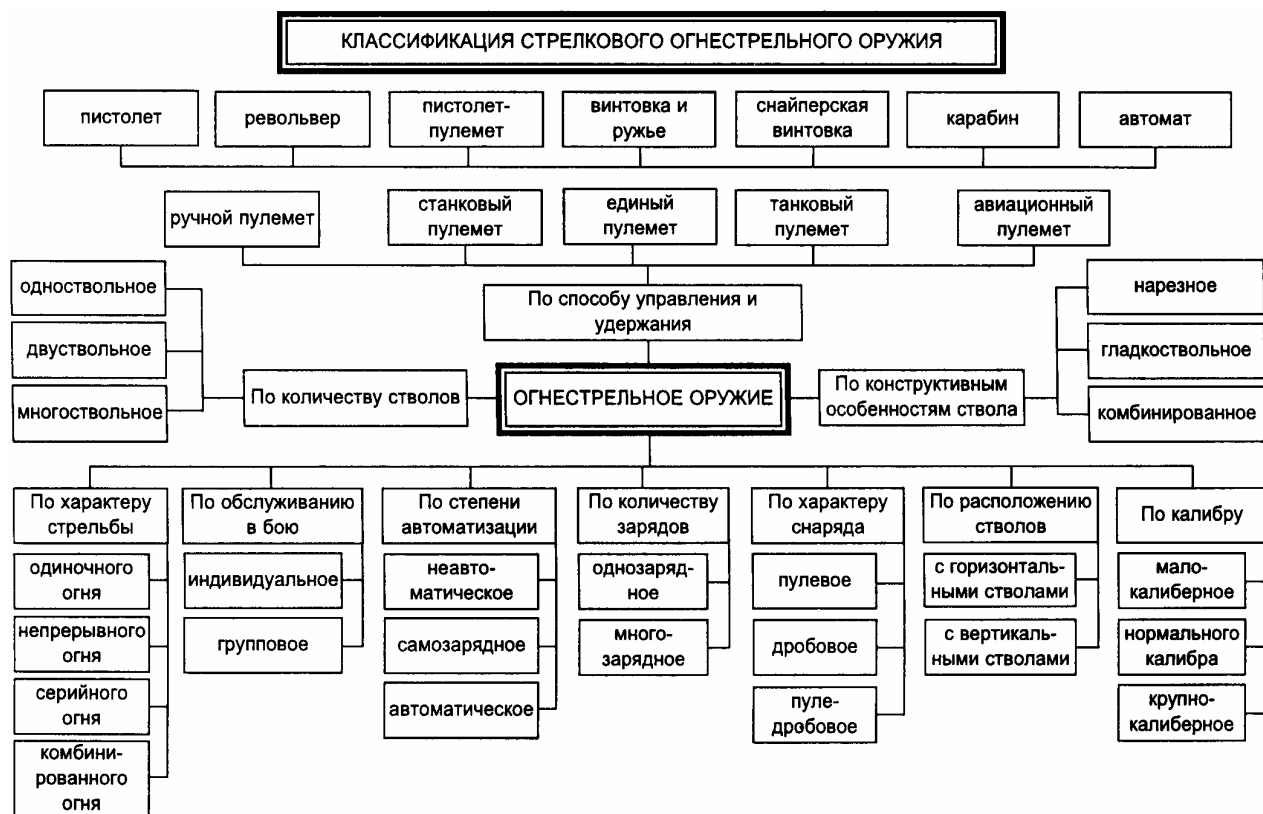 КЛАССИФИКАЦИЯ СТРЕЛКОВОГО ОГНЕСТРЕЛЬНОГО ОРУЖИЯ
пистолет
револьвер
пистолет-
пулемет
винтовка и
ружье
снайперская
винтовка
карабин
автомат
ручной пулемет
станковый
пулемет
единый
пулемет
танковый
пулемет
авиационный
пулемет
одноствольное
двуствольное
многоствольное
По способу управления и
удержания
нарезное
гладкоствольное
комбинированное
По количеству стволов
ОГНЕСТРЕЛЬНОЕ ОРУЖИЕ
По конструктивным
особенностям ствола
По характеру
стрельбы
одиночного
огня
непрерывного
огня
серийного
огня
комбини-
рованного
огня
По обслуживанию
в бою
индивидуальное
групповое
По степени
автоматизации
неавто-
матическое
самозарядное
автоматическое
По количеству
зарядов
однозаряд-
ное
много-
зарядное
По характеру
снаряда
пулевое
дробовое
пуле-
дробовое
По расположению
стволов
с горизонталь-
ными стволами
с вертикаль-
ными стволами
По калибру
мало-
калиберное
нормального
калибра
крупно-
калиберное